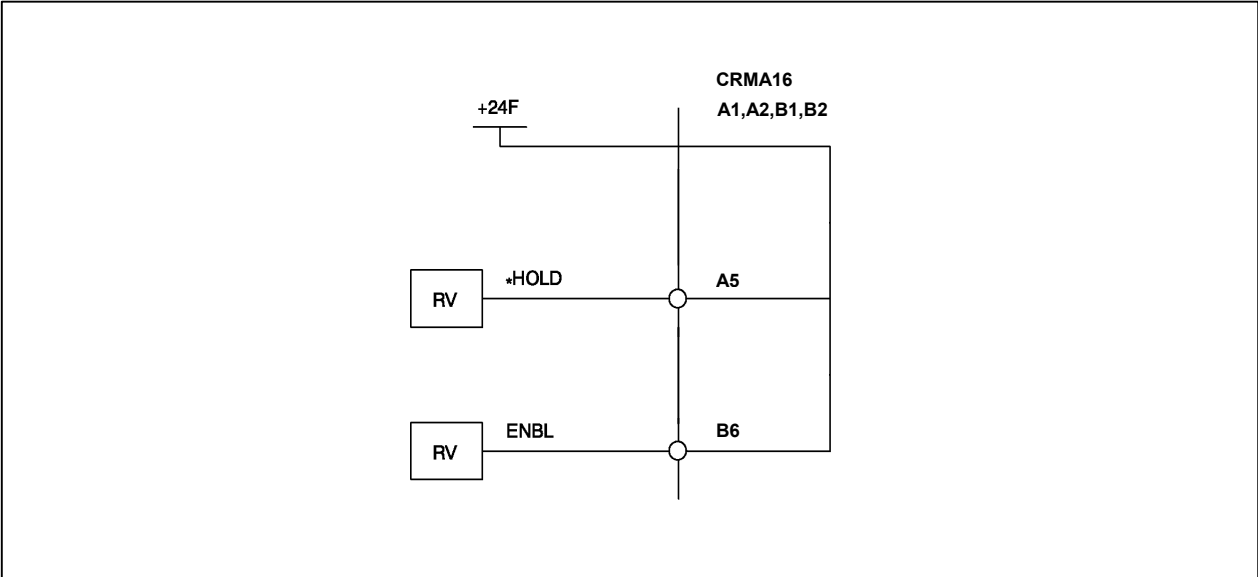 CRMA16
+24F
A1,A2,B1,B2
*HOLD
A5
RV
ENBL
B6
RV